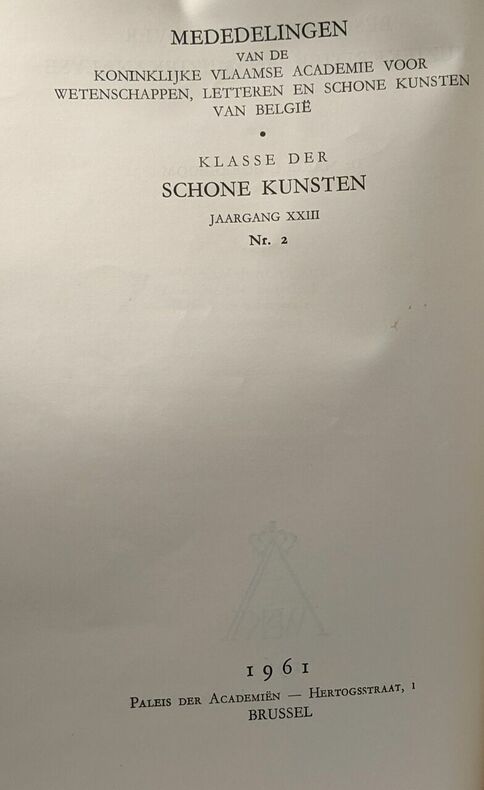 MEDEDELINGEN
VAN DE
KONINKLIJKE VLAAMSE ACADEMIE VOOR
WETENSCHAPPEN, LETTEREN EN SCHONE KUNSTEN
VAN BELGIË
•
KLASSE DER
SCHONE KUNSTEN
JAARGANG XXIII
Nr. 2
1961
PALEIS DER ACADEMIËN — HERTOGSSTRAAT, 1
BRUSSEL